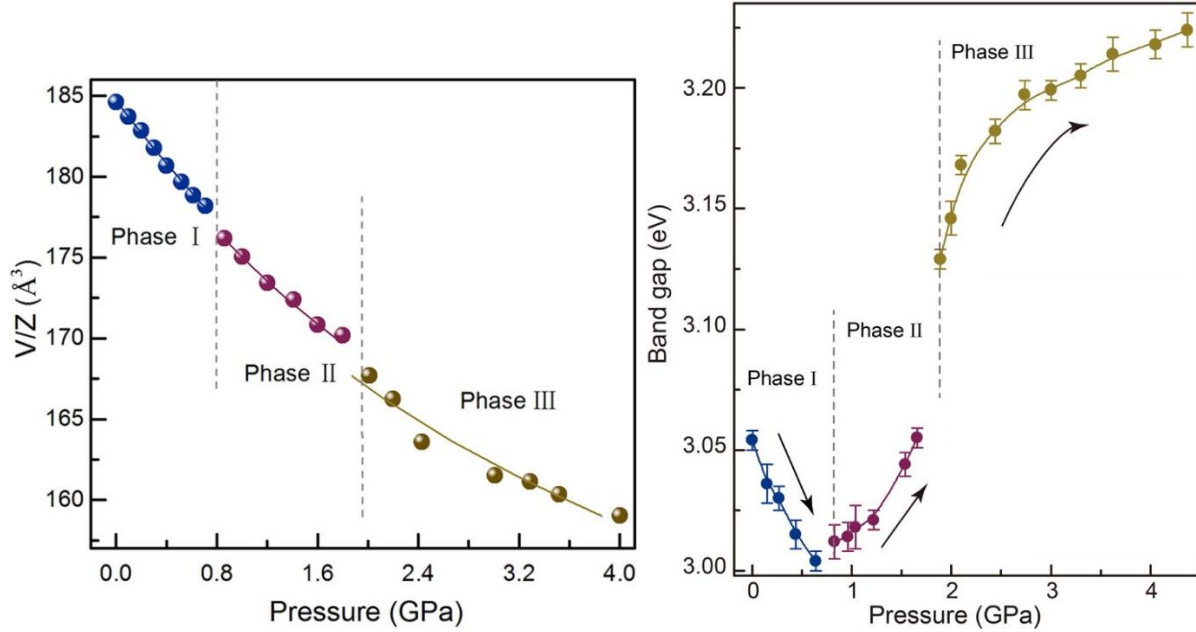 185
180
175
170
165
160
V/Z (Å³)
Phase Ⅰ
Phase Ⅱ
Phase Ⅲ
0.0 0.8 1.6 2.4 3.2 4.0
Pressure (GPa)
3.20
3.15
3.10
3.05
3.00
Band gap (eV)
Phase III
Phase II
Phase I
0 1 2 3 4
Pressure (GPa)